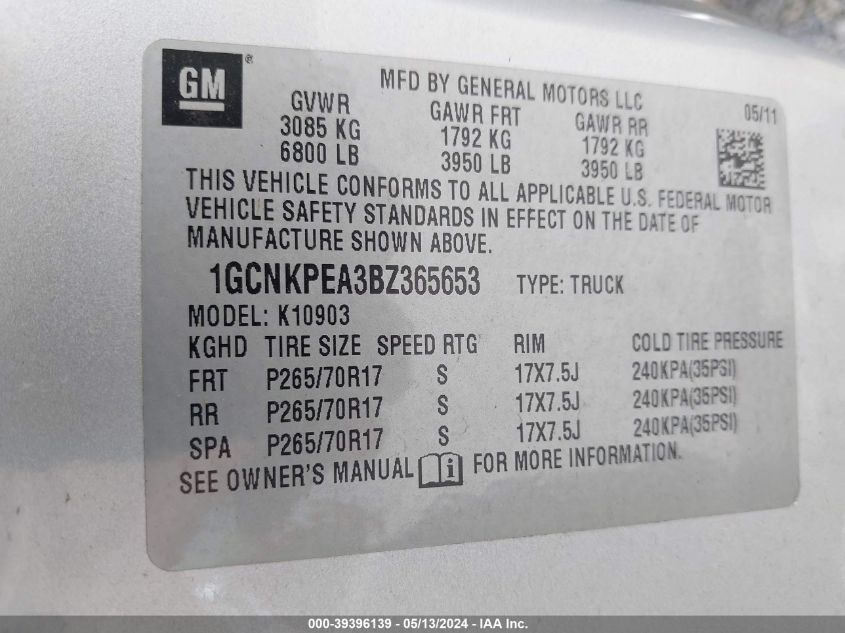 GM ®
MFD BY GENERAL MOTORS LLC
GVWR GAWR FRT GAWR RR 05/11
3085 KG 1792 KG 1792 KG
6800 LB 3950 LB 3950 LB
THIS VEHICLE CONFORMS TO ALL APPLICABLE U.S. FEDERAL MOTOR
VEHICLE SAFETY STANDARDS IN EFFECT ON THE DATE OF
MANUFACTURE SHOWN ABOVE.
1GCNKPEA3BZ365653 TYPE: TRUCK
MODEL: K10903
KGHD TIRE SIZE SPEED RTG RIM COLD TIRE PRESSURE
FRT P265/70R17 S 17X7.5J 240KPA(35PSI)
RR P265/70R17 S 17X7.5J 240KPA(35PSI)
SPA P265/70R17 S 17X7.5J 240KPA(35PSI)
SEE OWNER'S MANUAL i FOR MORE INFORMATION.
000-39396139 - 05/13/2024 - IAA Inc.